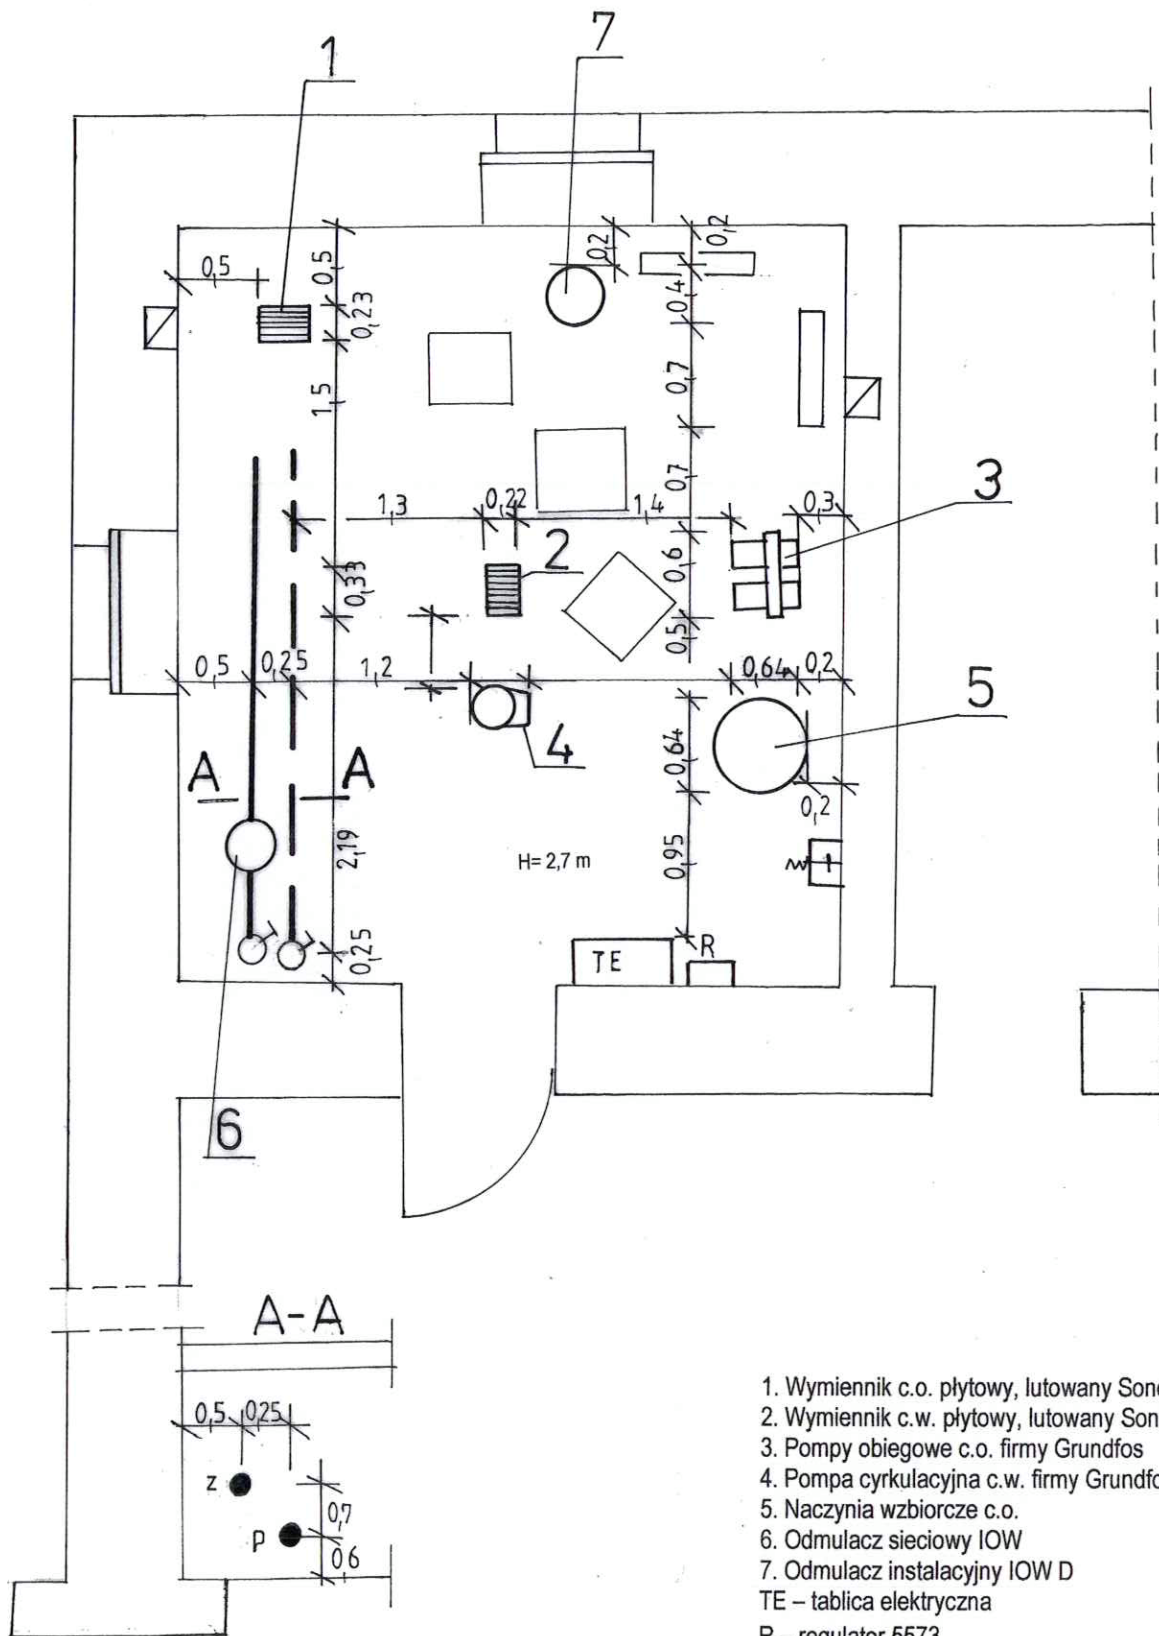 1
7
0,5
0,5
0,23
1,5
0,2
0,2
0,4
0,7
0,7
1,3
0,22
1,4
0,3
3
2
0,33
0,6
0,5
0,5
0,25
1,2
0,64
0,2
5
4
A
A
0,64
0,2
2,19
H= 2,7 m
0,95
0,25
TE
R
6
A-A
0,5
0,25
z
0,7
p
0,6
1. Wymiennik c.o. płytowy, lutowany
2. Wymiennik c.w. płytowy, lutowany
3. Pompy obiegowe c.o. firmy Grundfos
4. Pompa cyrkulacyjna c.w. firmy
5. Naczynia wzbiorcze c.o.
6. Odmulacz sieciowy IOW
7. Odmulacz instalacyjny IOW D
TE – tablica elektryczna
R – regulator 5573